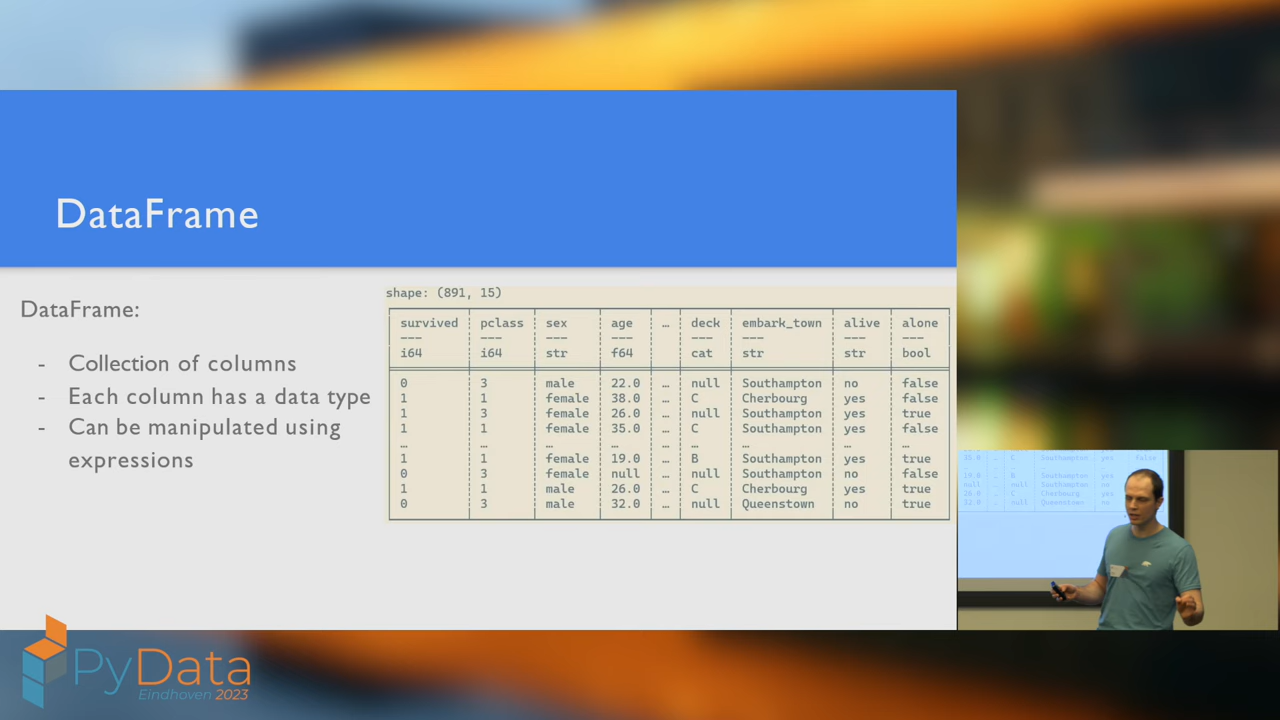 DataFrame
DataFrame:
- Collection of columns
- Each column has a data type
- Can be manipulated using
expressions
shape: (891, 15)
survived pclass sex age … deck embark_town alive alone
--- --- --- --- --- --- --- ---
i64 i64 str f64 cat str str bool
0 3 male 22.0 … null Southampton no false
1 1 female 38.0 … C Cherbourg yes false
1 3 female 26.0 … null Southampton yes true
1 1 female 35.0 … C Southampton yes false
… … … … … … … … …
1 1 female 19.0 … B Southampton yes true
0 3 female null … null Southampton no false
1 1 male 26.0 … C Cherbourg yes true
0 3 male 32.0 … null Queenstown no true
PyData
Eindhoven 2023